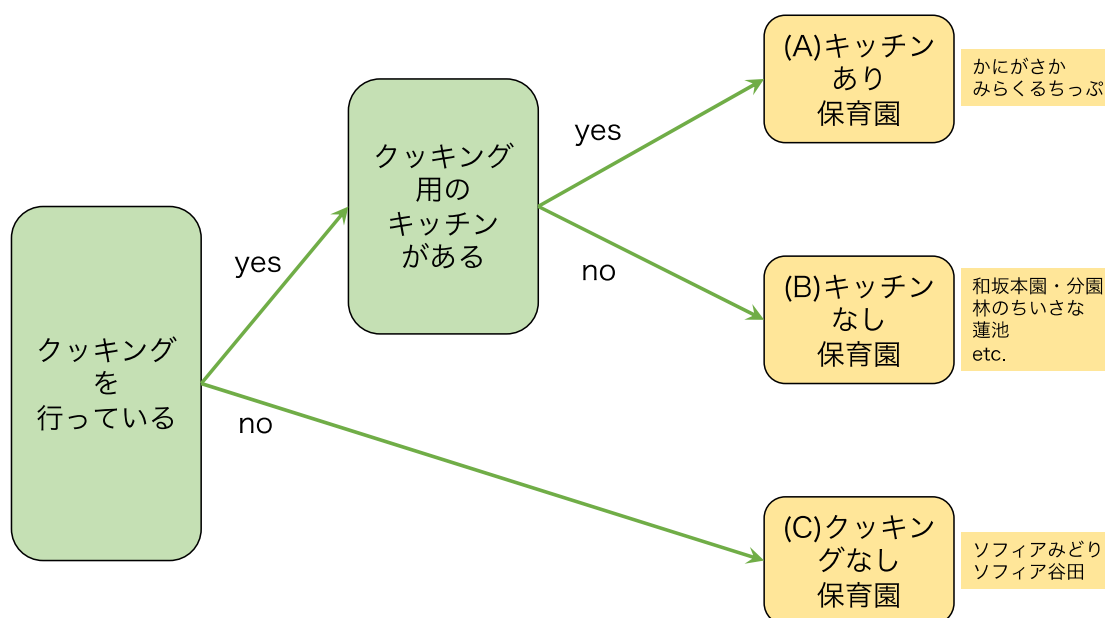 クッキング
を
行っている
yes
no
クッキング
用の
キッチン
がある
yes
no
(A)キッチン
あり
保育園
かにがさか
みらくるちっぷ
(B)キッチン
なし
保育園
和坂本園・分園
林のちいさな
蓮池
etc.
(C)クッキン
グなし
保育園
ソフィアみどり
ソフィア谷田